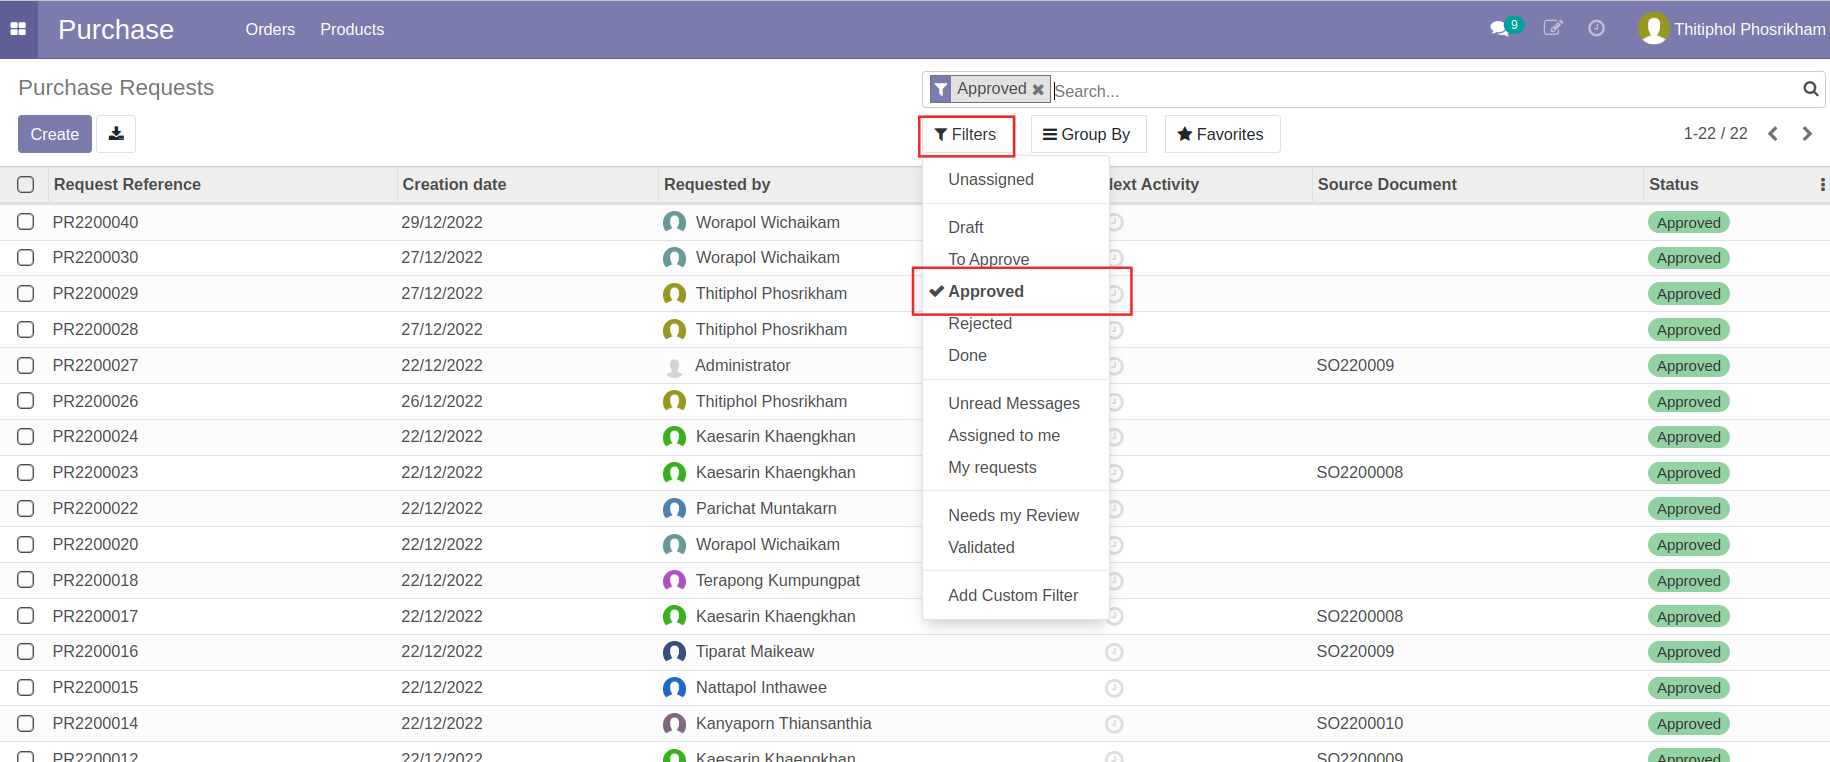 Purchase Orders Products 9 Thitiphol Phosrikham
Purchase Requests
Approved Search...
Create Filters Group By Favorites 1-22 / 22
Request Reference Creation date Requested by ext Activity Source Document Status
Unassigned
Draft
To Approve
Approved
Rejected
Done
Unread Messages
Assigned to me
My requests
Needs my Review
Validated
Add Custom Filter
PR2200040 29/12/2022 Worapol Wichaikam Approved
PR2200030 27/12/2022 Worapol Wichaikam Approved
PR2200029 27/12/2022 Thitiphol Phosrikham Approved
PR2200028 27/12/2022 Thitiphol Phosrikham Approved
PR2200027 22/12/2022 Administrator SO220009 Approved
PR2200026 26/12/2022 Thitiphol Phosrikham Approved
PR2200024 22/12/2022 Kaesarin Khaengkhan Approved
PR2200023 22/12/2022 Kaesarin Khaengkhan SO2200008 Approved
PR2200022 22/12/2022 Parichat Muntakarn Approved
PR2200020 22/12/2022 Worapol Wichaikam Approved
PR2200018 22/12/2022 Terapong Kumpungpat Approved
PR2200017 22/12/2022 Kaesarin Khaengkhan SO2200008 Approved
PR2200016 22/12/2022 Tiparat Maikeaw SO220009 Approved
PR2200015 22/12/2022 Nattapol Inthawee Approved
PR2200014 22/12/2022 Kanyaporn Thiansanthia SO2200010 Approved
PR2200012 22/12/2022 Kaesarin Khaengkhan SO2200009 Approved